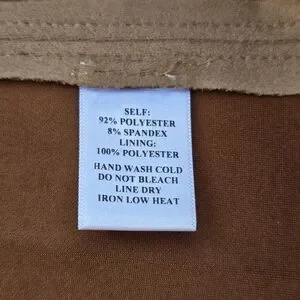 SELF:
92% POLYESTER
8% SPANDEX
LINING:
100% POLYESTER
HAND WASH COLD
DO NOT BLEACH
LINE DRY
IRON LOW HEAT